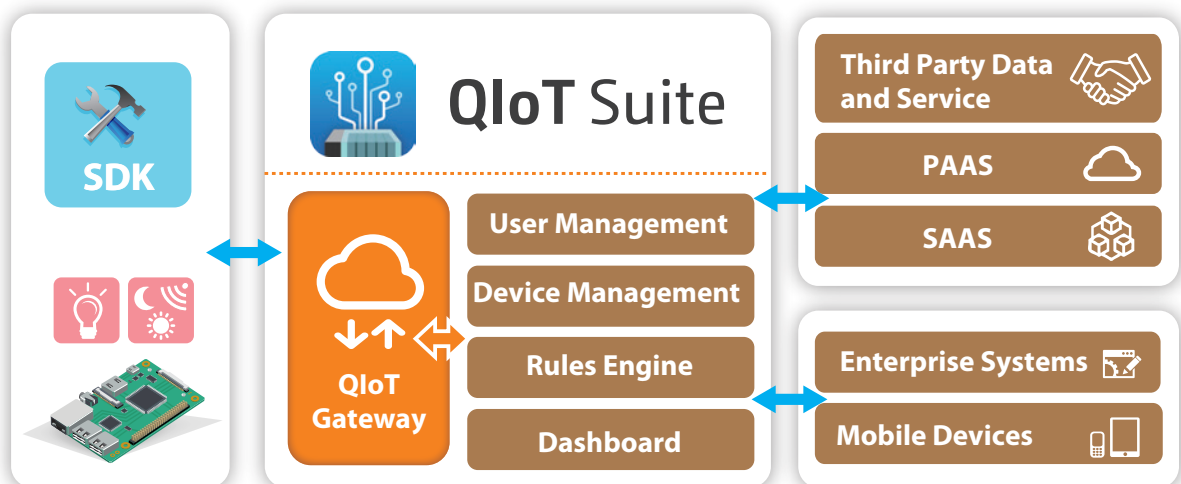 SDK
QIoT Suite
QIoT
Gateway
User Management
Device Management
Rules Engine
Dashboard
Third Party Data
and Service
PAAS
SAAS
Enterprise Systems
Mobile Devices